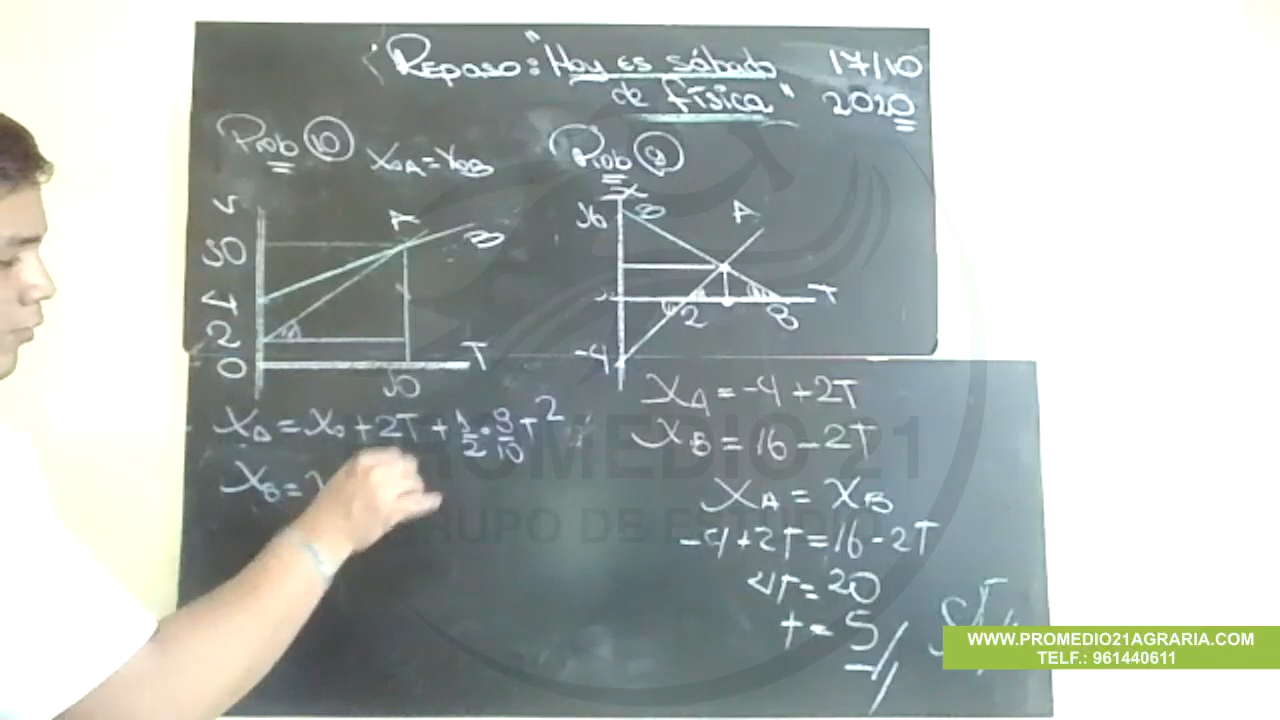 Repaso: "Hoy es sábado
de física"
17/10
2020
Prob 10
X0A = X0B
V
A
B
4
2
0
T
10
XA = X0 + 2T + 1/2 · 8/10 T²
XB =
Prob 9
X
16
B
A
T
2
8
-4
XA = -4 + 2T
XB = 16 - 2T
XA = XB
-4 + 2T = 16 - 2T
4T = 20
t = 5//
PROMEDIO 21
GRUPO DE ESTUDIO
WWW.PROMEDIO21AGRARIA.COM
TELF.: 961440611